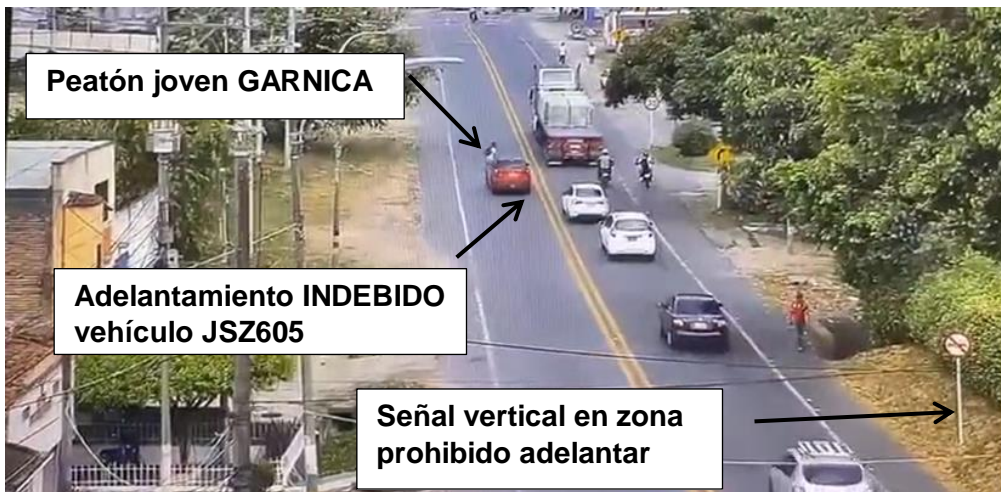 Peatón joven GARNICA
Adelantamiento INDEBIDO
vehículo JSZ605
Señal vertical en zona
prohibido adelantar